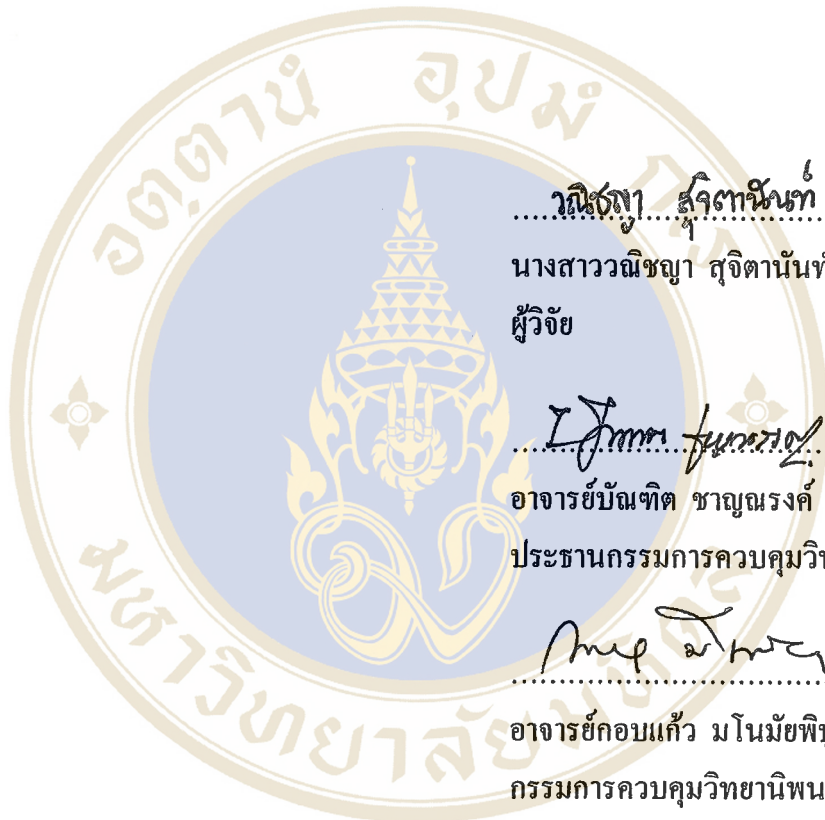 อตฺตานํ อุปมํ กเร
มหาวิทยาลัยมหิดล
วณิชญา สุจิตานันท์
นางสาววณิชญา สุจิตานันท์
ผู้วิจัย
อาจารย์บัณฑิต ชาญณรงค์
ประธานกรรมการควบคุมวิ
อาจารย์กอบแก้ว มโนมัยพิ
กรรมการควบคุมวิทยานิพน